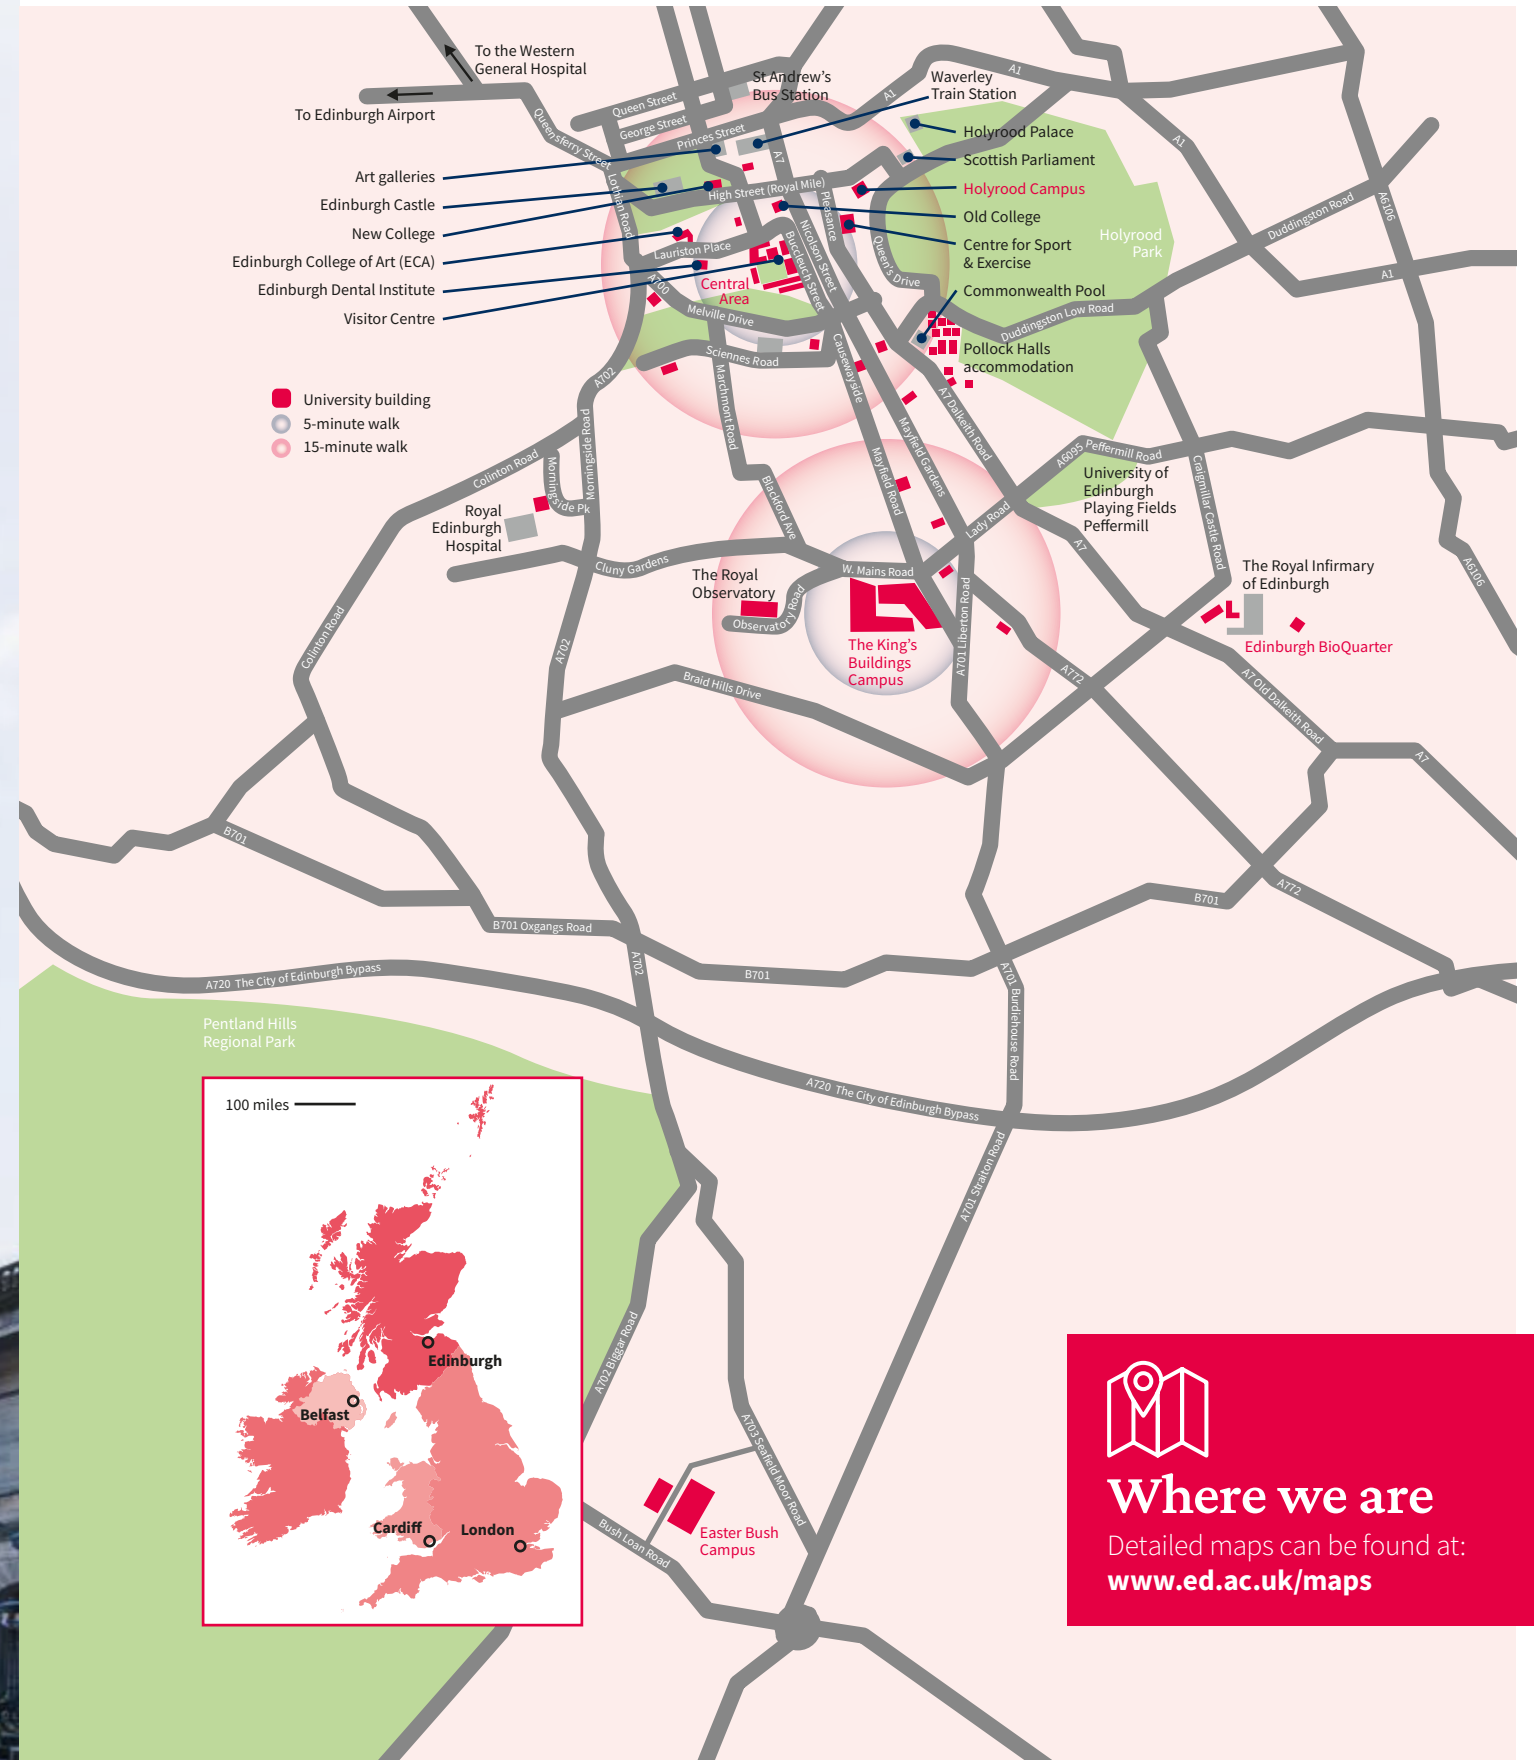 To the Western
General Hospital
To Edinburgh Airport
St Andrew's
Bus Station
Waverley
Train Station
Queen Street
George Street
Princes Street
Queensferry Street
Lothian Road
A7
A1
A1
A1
A1
Holyrood Palace
Scottish Parliament
Holyrood Campus
Old College
Centre for Sport
& Exercise
Commonwealth Pool
Pollock Halls
accommodation
Holyrood
Park
Art galleries
Edinburgh Castle
New College
Edinburgh College of Art (ECA)
Edinburgh Dental Institute
Visitor Centre
High Street (Royal Mile)
Pleasance
Lauriston Place
Nicolson Street
Buccleuch Street
Queen's Drive
Central
Area
A700
Melville Drive
Sciennes Road
Causewayside
Marchmont Road
Duddingston Road
Duddingston Low Road
A6106
A702
University building
5-minute walk
15-minute walk
Morningside Road
Colinton Road
Morningside Pk
Royal
Edinburgh
Hospital
Blackford Ave
Mayfield Road
Mayfield Gardens
A7 Dalkeith Road
A6095 Peffermill Road
University of
Edinburgh
Playing Fields
Peffermill
Craigmillar Castle Road
Lady Road
A7
A6106
Cluny Gardens
W. Mains Road
The Royal
Observatory
Observatory Road
The King's
Buildings
Campus
A701 Liberton Road
The Royal Infirmary
of Edinburgh
Edinburgh BioQuarter
Colinton Road
A702
Braid Hills Drive
A772
A7 Old Dalkeith Road
A7
B701
B701 Oxgangs Road
A702
B701
B701
A772
A720 The City of Edinburgh Bypass
A701 Burdiehouse Road
Pentland Hills
Regional Park
A720 The City of Edinburgh Bypass
A701 Straiton Road
100 miles
Edinburgh
Belfast
Cardiff
London
A702 Biggar Road
A703 Seafield Moor Road
Bush Loan Road
Easter Bush
Campus
Where we are
Detailed maps can be found at:
www.ed.ac.uk/maps